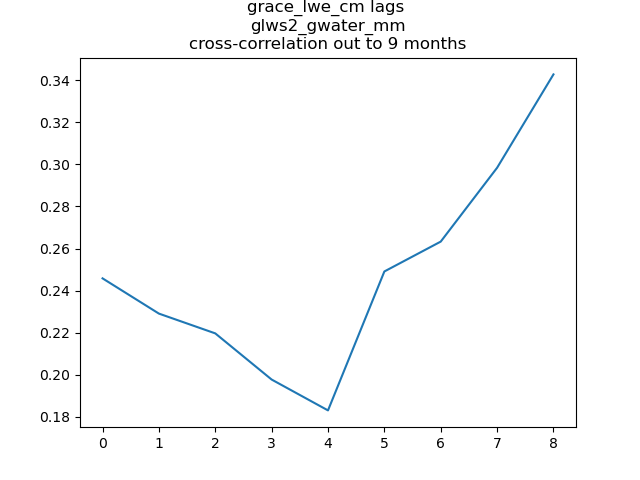 grace_lwe_cm lags
glws2_gwater_mm
cross-correlation out to 9 months
0.34
0.32
0.30
0.28
0.26
0.24
0.22
0.20
0.18
0 1 2 3 4 5 6 7 8